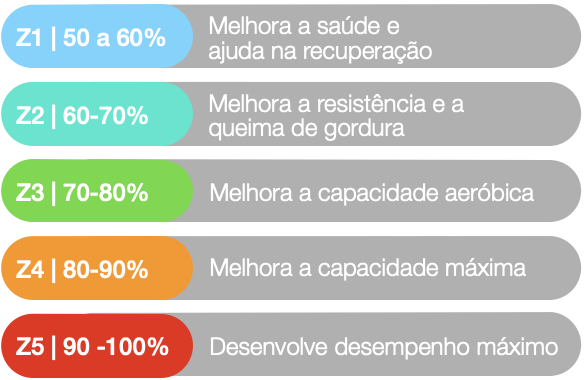 Z1 | 50 a 60%
Melhora a saúde e
ajuda na recuperação
Z2 | 60-70%
Melhora a resistência e a
queima de gordura
Z3 | 70-80%
Melhora a capacidade aeróbica
Z4 | 80-90%
Melhora a capacidade máxima
Z5 | 90 -100%
Desenvolve desempenho máximo